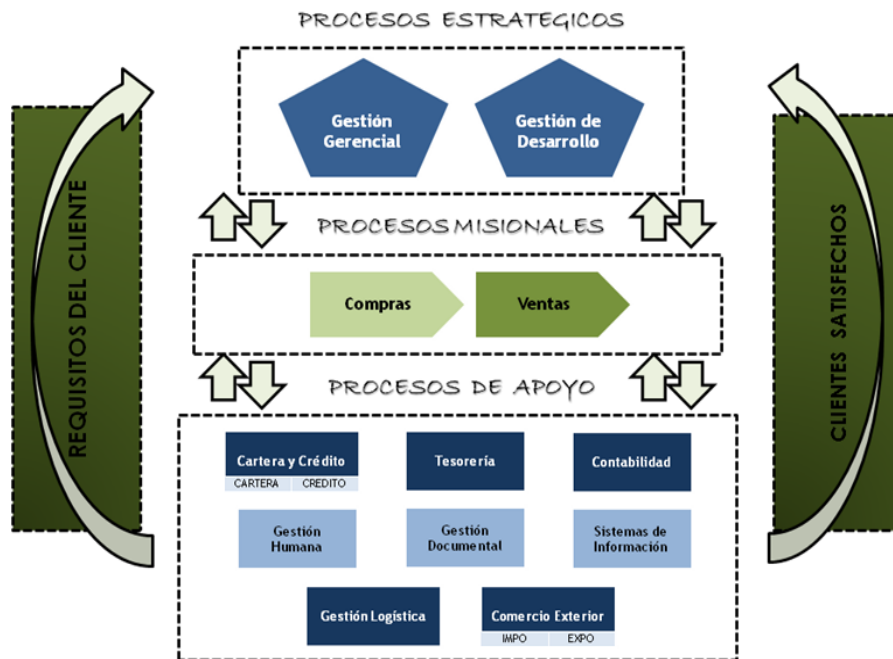 PROCESOS ESTRATEGICOS
Gestión
Gerencial
Gestión de
Desarrollo
REQUISITOS DEL CLIENTE
PROCESOS MISIONALES
Compras
Ventas
CLIENTES SATISFECHOS
PROCESOS DE APOYO
Cartera y Crédito
CARTERA
CREDITO
Tesorería
Contabilidad
Gestión
Humana
Gestión
Documental
Sistemas de
Información
Gestión Logística
Comercio Exterior
IMPO
EXPO